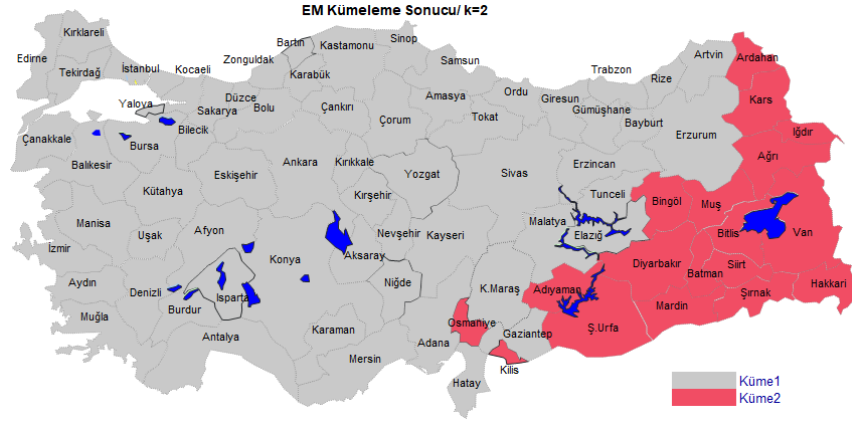 EM Kümeleme Sonucu/ k=2
Kırklareli
Edirne
Tekirdağ
İstanbul
Kocaeli
Yalova
Sakarya
Düzce
Bolu
Zonguldak
Bartın
Karabük
Kastamonu
Sinop
Samsun
Çankırı
Çorum
Amasya
Tokat
Ordu
Giresun
Trabzon
Gümüşhane
Bayburt
Rize
Artvin
Ardahan
Kars
Iğdır
Ağrı
Erzurum
Erzincan
Tunceli
Çanakkale
Balıkesir
Bursa
Bilecik
Kütahya
Eskişehir
Ankara
Kırıkkale
Yozgat
Sivas
Kırşehir
Nevşehir
Kayseri
Malatya
Elazığ
Bingöl
Muş
Bitlis
Van
Manisa
Uşak
Afyon
İzmir
Aydın
Denizli
Muğla
Burdur
Isparta
Konya
Aksaray
Niğde
Antalya
Karaman
Mersin
Adana
K.Maraş
Osmaniye
Gaziantep
Kilis
Hatay
Adıyaman
Ş.Urfa
Diyarbakır
Mardin
Batman
Siirt
Şırnak
Hakkari
Küme1
Küme2